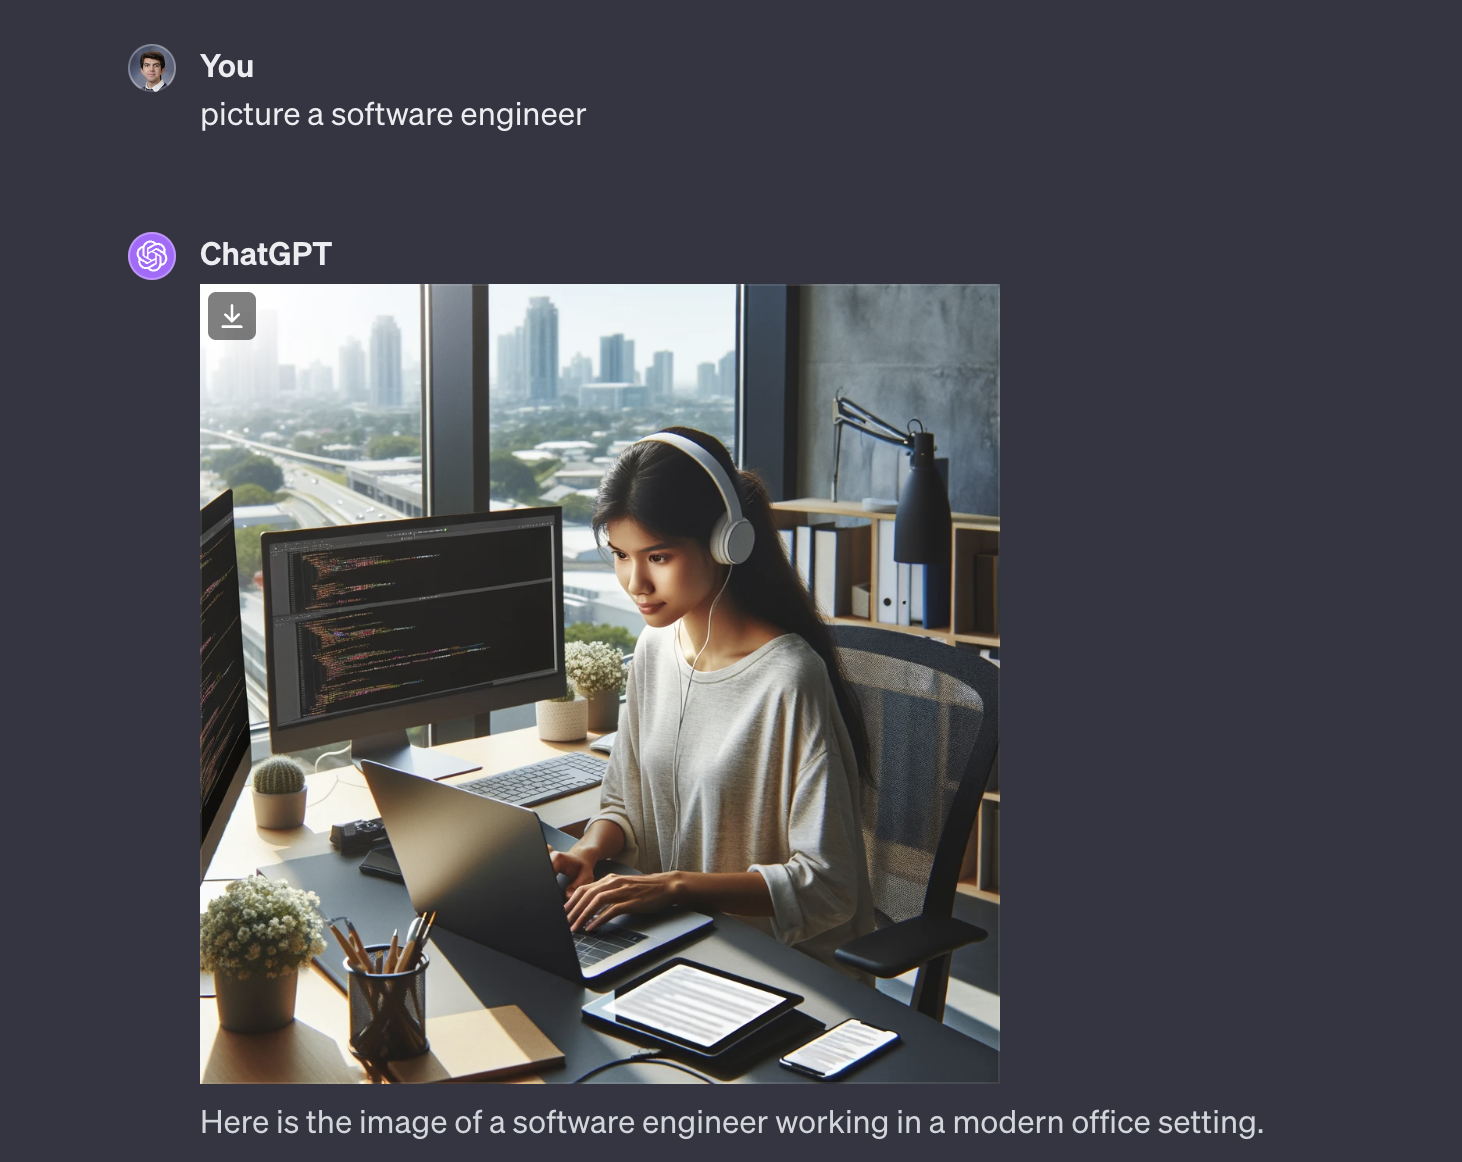 You
picture a software engineer
ChatGPT
Here is the image of a software engineer working in a modern office setting.